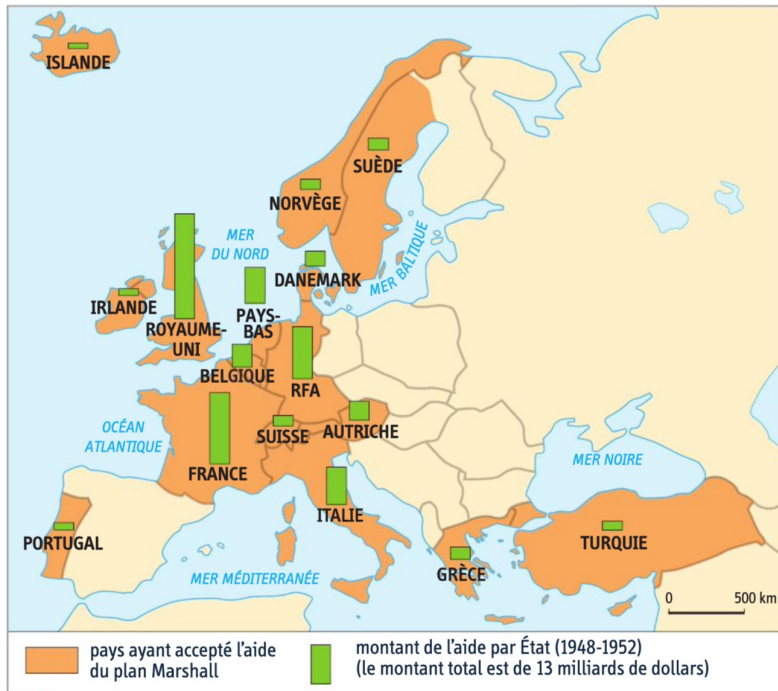 ISLANDE
SUÈDE
NORVÈGE
MER
DU NORD
DANEMARK
MER BALTIQUE
IRLANDE
PAYS-
BAS
ROYAUME-
UNI
BELGIQUE
RFA
OCÉAN
ATLANTIQUE
SUISSE
AUTRICHE
FRANCE
MER NOIRE
ITALIE
PORTUGAL
TURQUIE
GRÈCE
MER MÉDITERRANÉE
0 500 km
pays ayant accepté l’aide
du plan Marshall
montant de l’aide par État (1948-1952)
(le montant total est de 13 milliards de dollars)